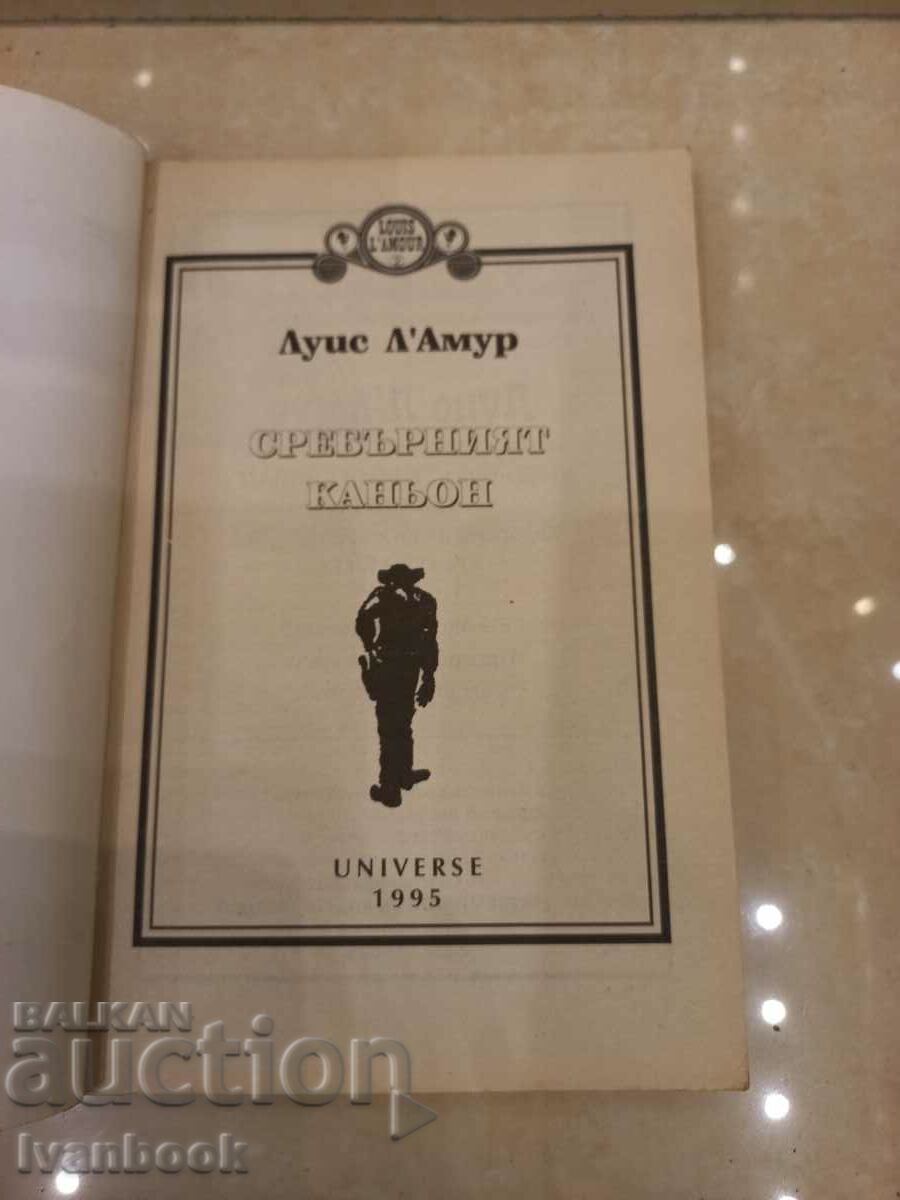 LOUIS
L'AMOUR
Луис Л'Амур
СРЕБЪРНИЯТ
КАНЬОН
UNIVERSE
1995
BALKAN
auction
Ivanbook